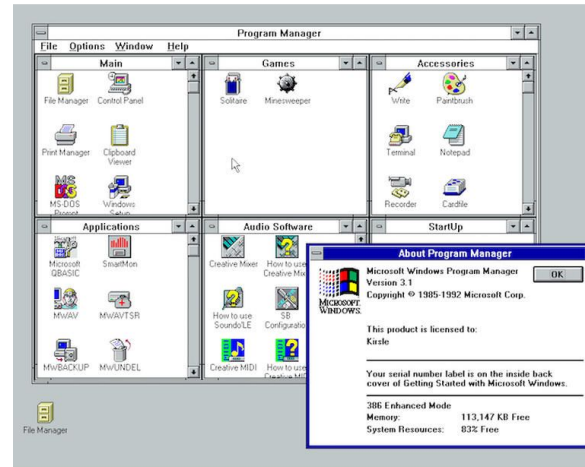 Program Manager
File Options Window Help
Main
File Manager
Control Panel
Print Manager
Clipboard
Viewer
MS-DOS
Prompt
Windows
Setup
Games
Solitaire
Minesweeper
Accessories
Write
Paintbrush
Terminal
Notepad
Recorder
Cardfile
Applications
Microsoft
QBASIC
SmartMon
MWAV
MWAVTSR
MWBACKUP
MWUNDEL
Audio Software
Creative Mixer
How to use
Creative Mix
How to use
Soundo'LE
SB
Configuratio
Creative MIDI
How to use
StartUp
About Program Manager
MICROSOFT.
WINDOWS.
Microsoft Windows Program Manager
Version 3.1
Copyright © 1985-1992 Microsoft Corp.
OK
This product is licensed to:
Kirsle
Your serial number label is on the inside back
cover of Getting Started with Microsoft Windows.
386 Enhanced Mode
Memory: 113,147 KB Free
System Resources: 83% Free
File Manager